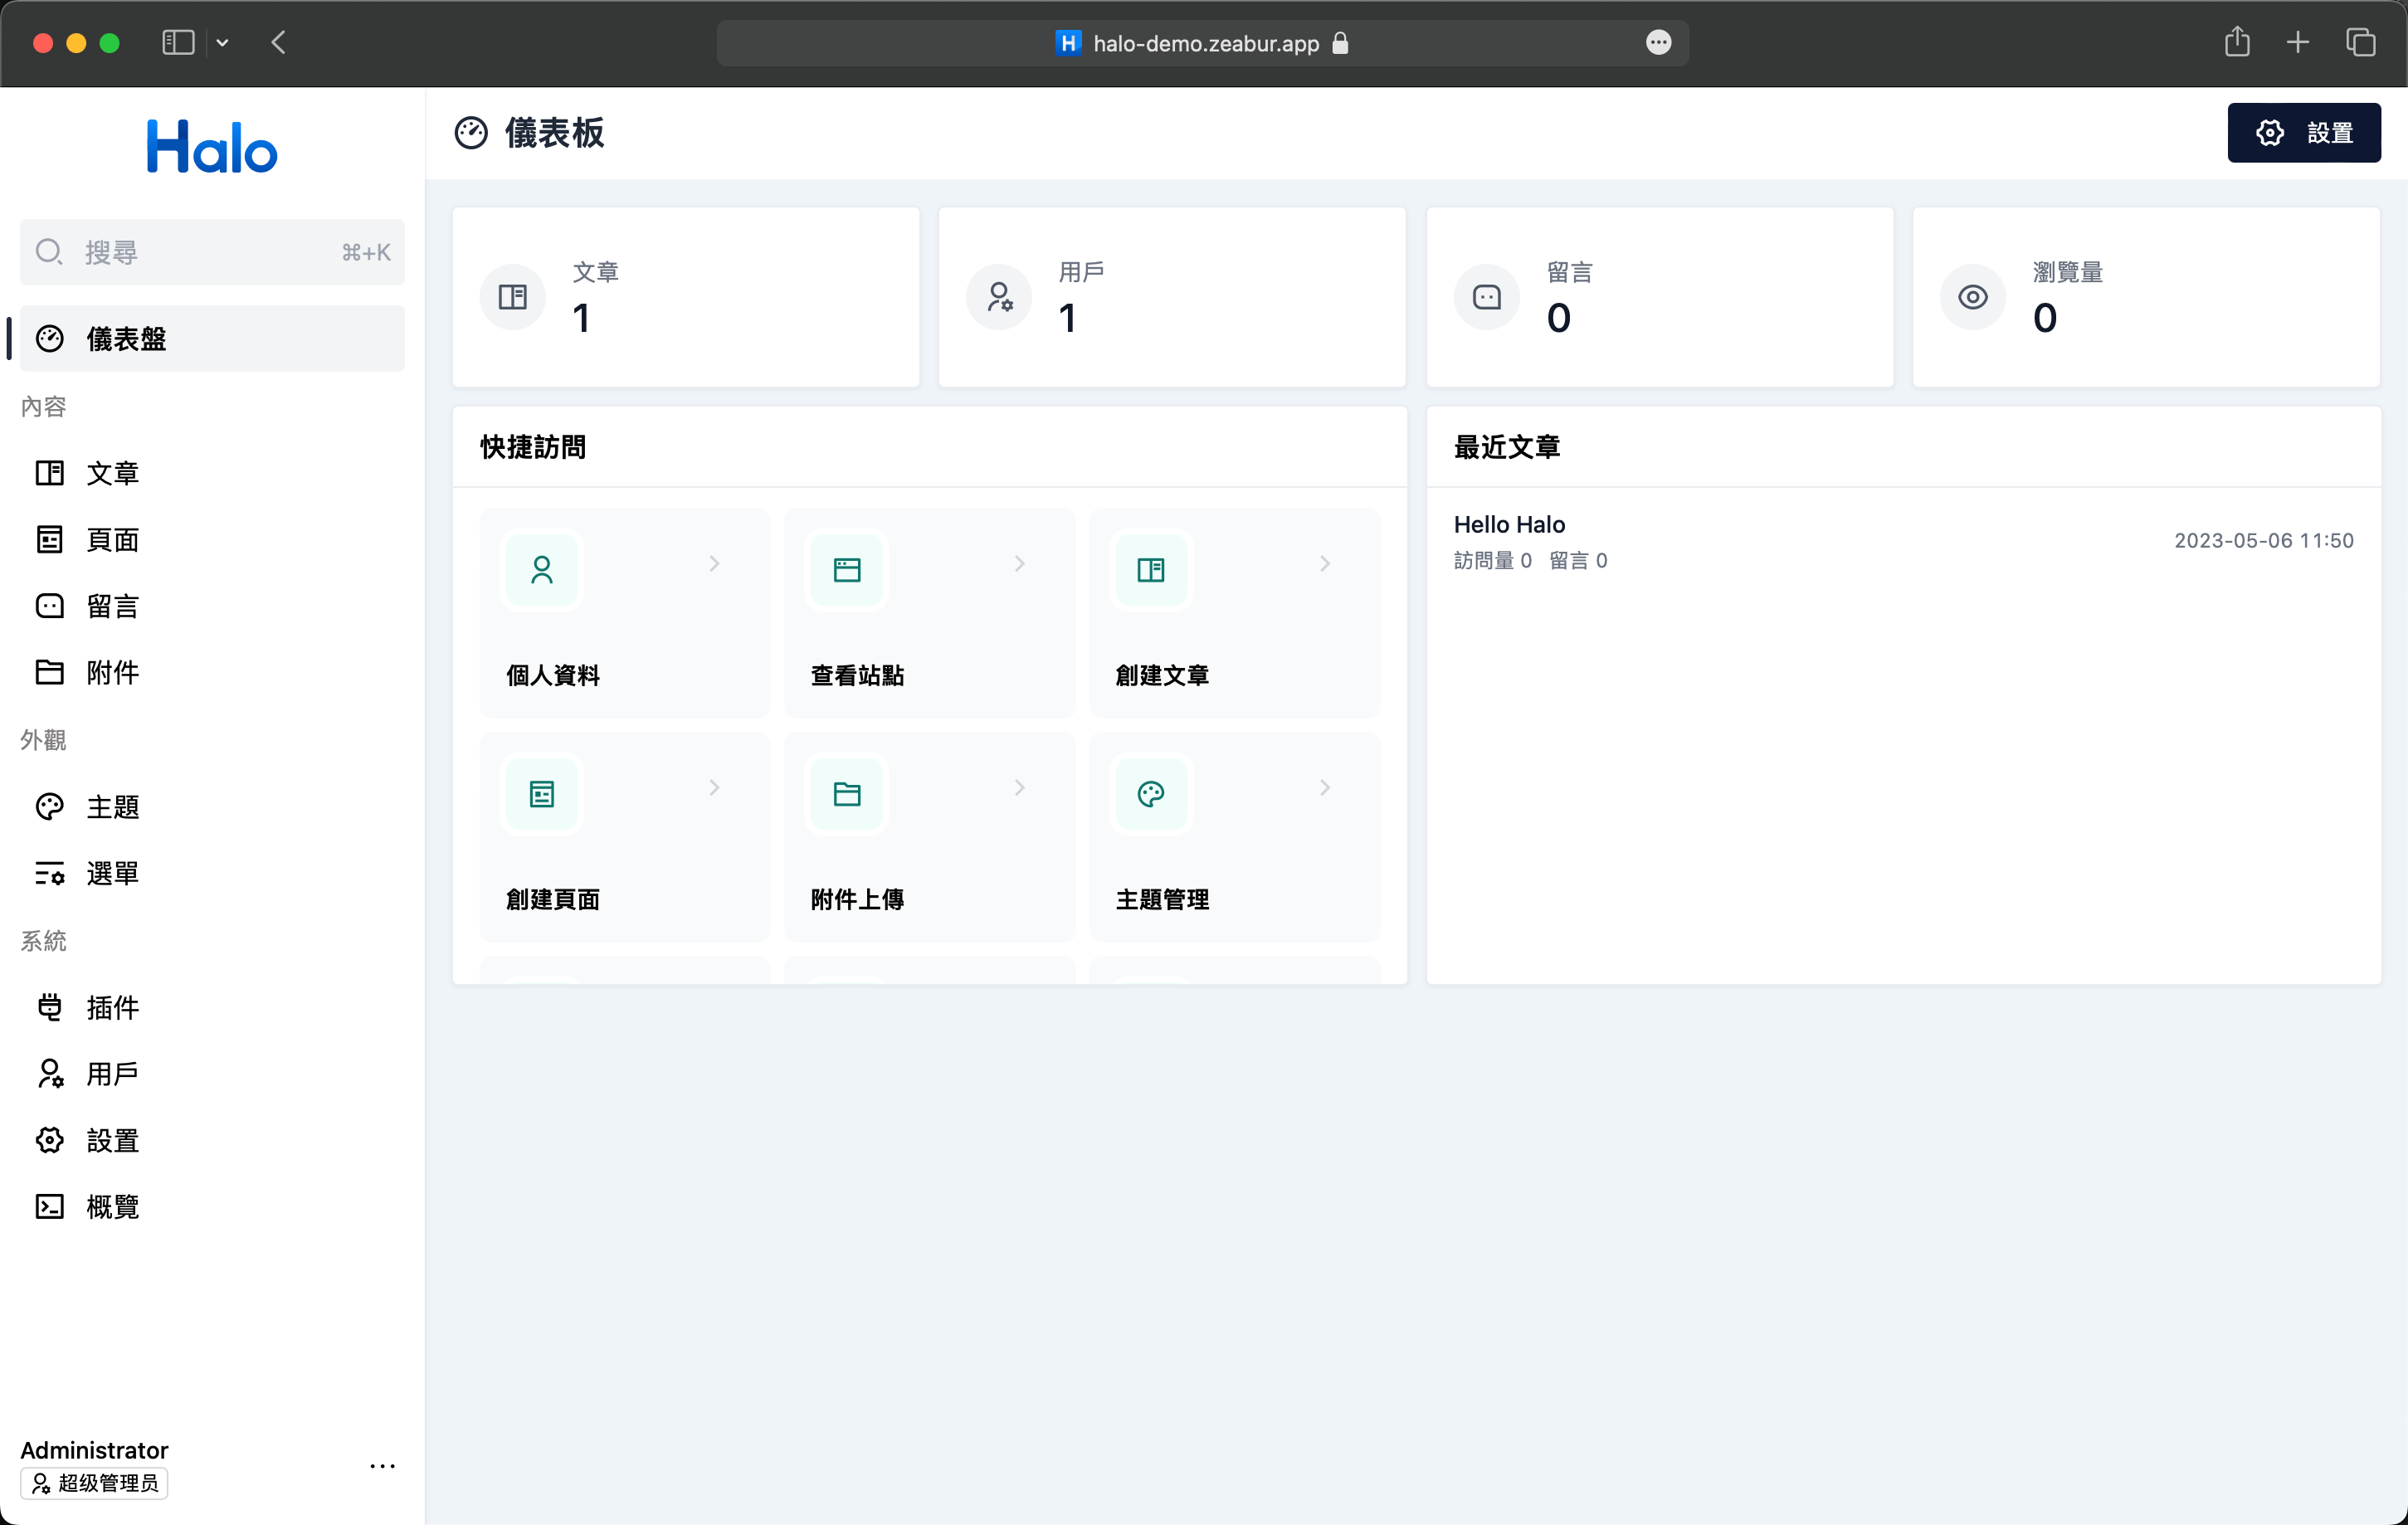 halo-demo.zeabur.app
Halo
搜尋 ⌘+K
儀表盤
內容
文章
頁面
留言
附件
外觀
主題
選單
系統
插件
用戶
設置
概覽
Administrator
超级管理员
儀表板
設置
文章
1
用戶
1
留言
0
瀏覽量
0
快捷訪問
個人資料
查看站點
創建文章
創建頁面
附件上傳
主題管理
最近文章
Hello Halo
訪問量 0 留言 0
2023-05-06 11:50